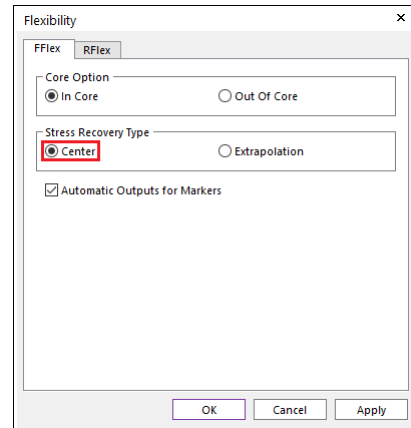 Flexibility
FFlex RFlex
Core Option
In Core Out Of Core
Stress Recovery Type
Center Extrapolation
Automatic Outputs for Markers
OK Cancel Apply